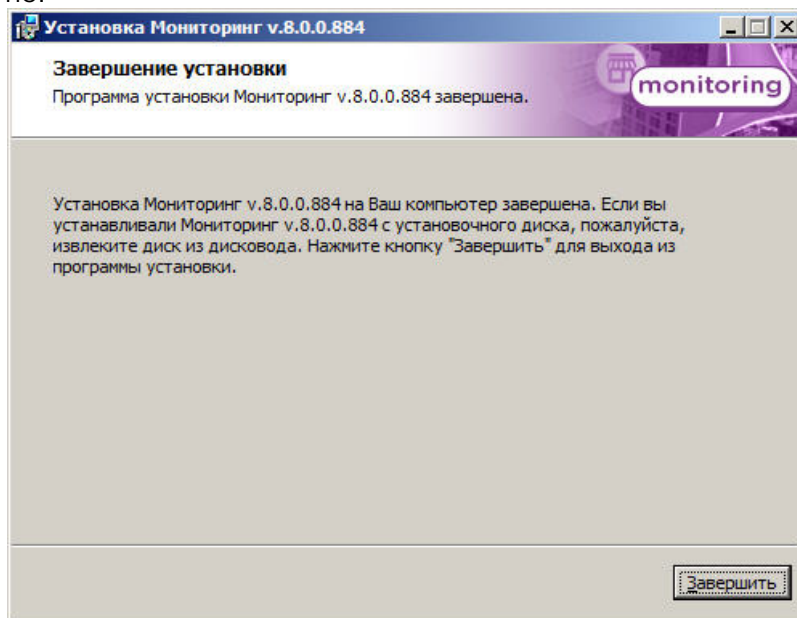 Установка Мониторинг v.8.0.0.884
Завершение установки
Программа установки Мониторинг v.8.0.0.884 завершена.
monitoring
Установка Мониторинг v.8.0.0.884 на Ваш компьютер завершена. Если вы
устанавливали Мониторинг v.8.0.0.884 с установочного диска, пожалуйста,
извлеките диск из дисковода. Нажмите кнопку "Завершить" для выхода из
программы установки.
Завершить